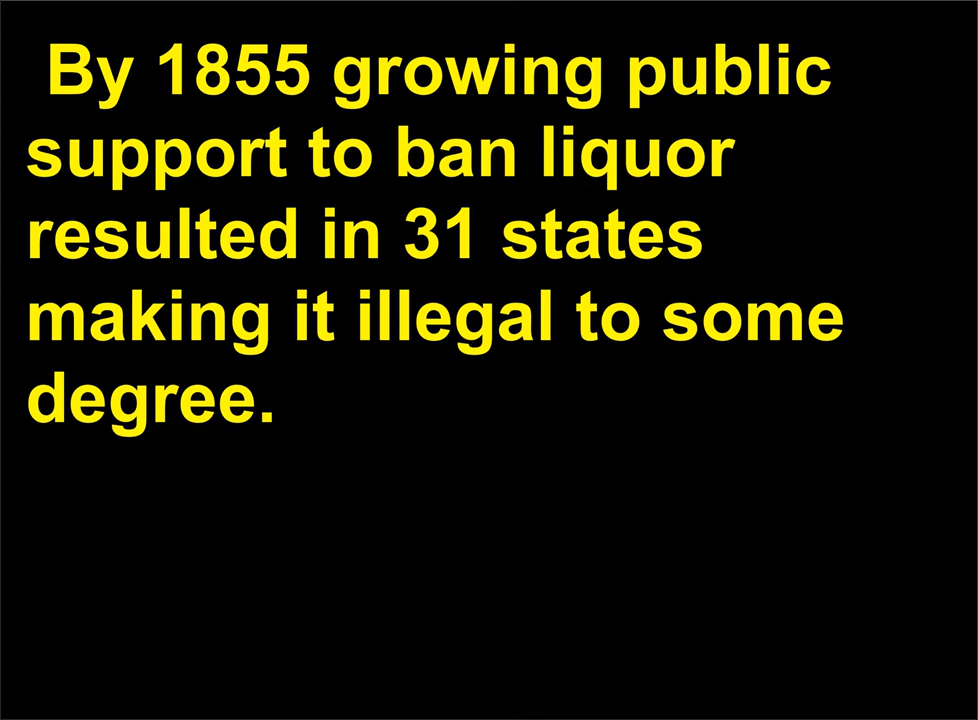 By 1855 growing public
support to ban liquor
resulted in 31 states
making it illegal to some
degree.